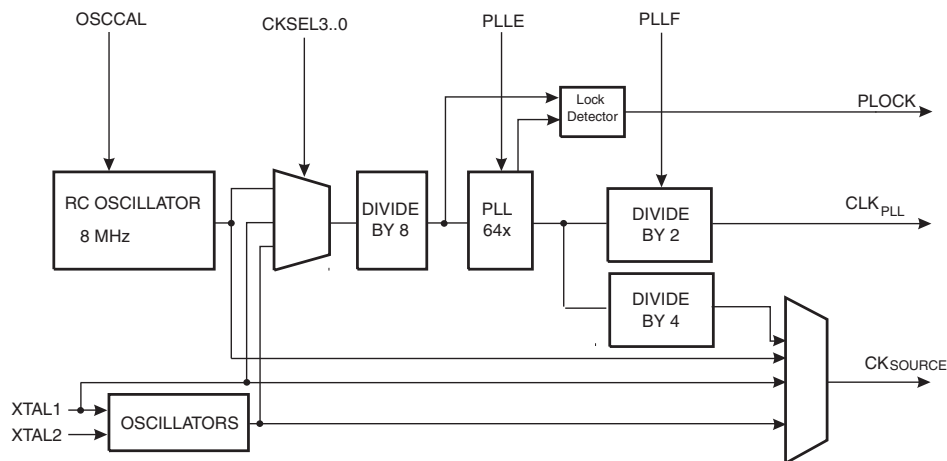 OSCCAL
CKSEL3..0
PLLE
PLLF
Lock
Detector
PLOCK
RC OSCILLATOR
8 MHz
DIVIDE
BY 8
PLL
64x
DIVIDE
BY 2
CLKPLL
DIVIDE
BY 4
CKSOURCE
XTAL1
XTAL2
OSCILLATORS